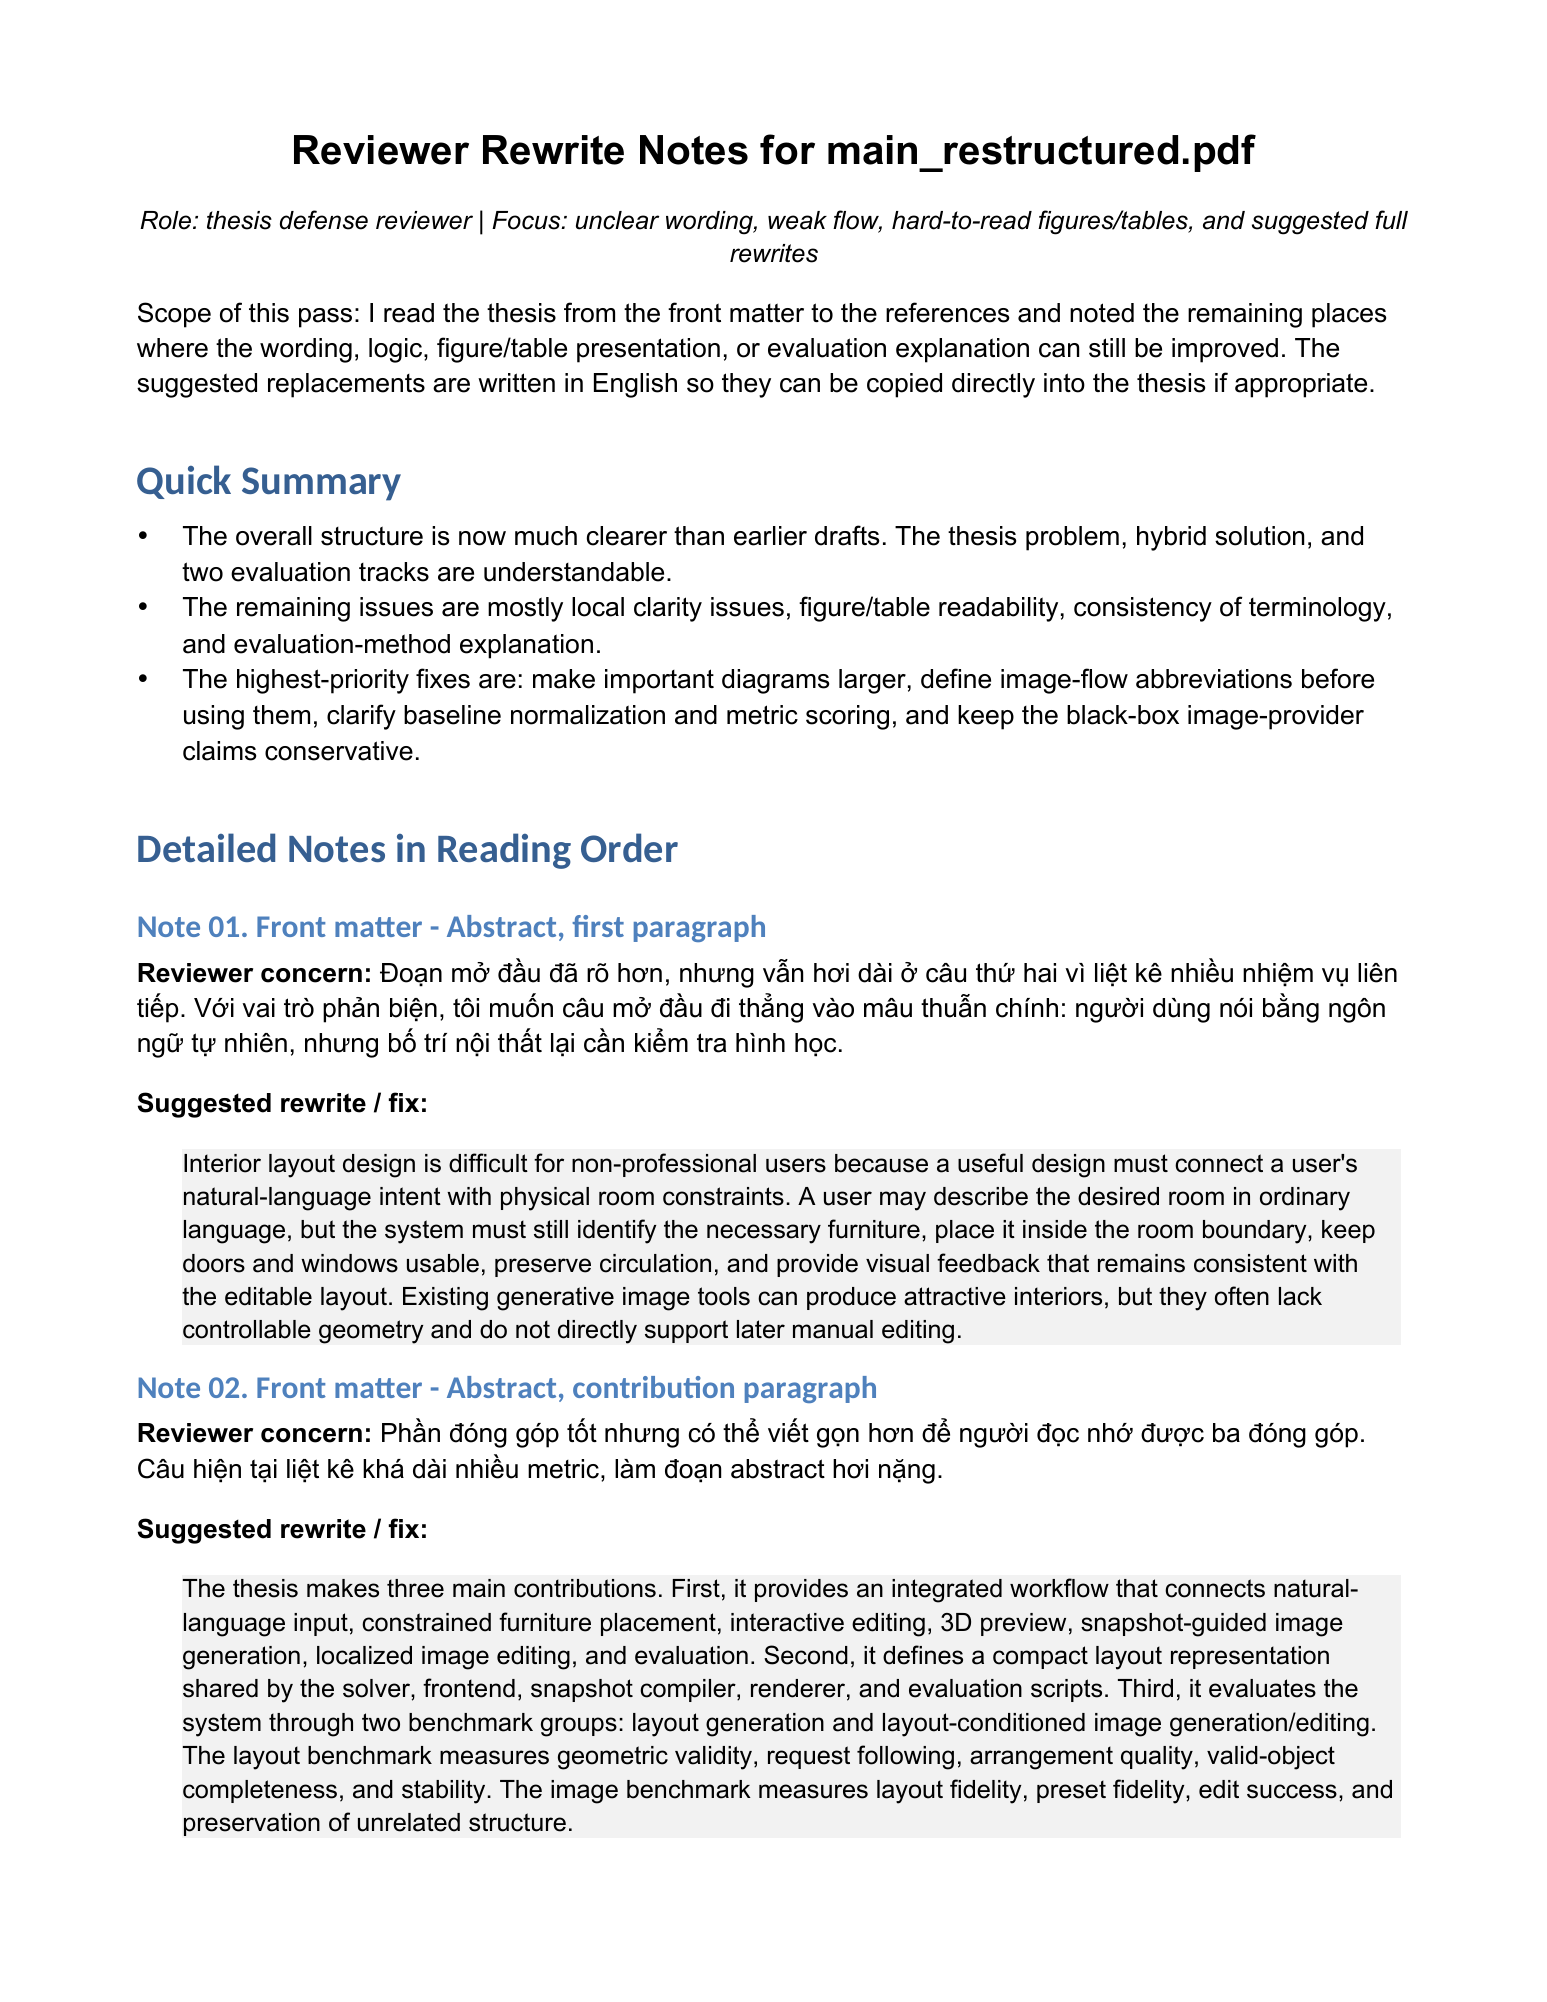 Reviewer Rewrite Notes for main_restructured.pdf
Role: thesis defense reviewer | Focus: unclear wording, weak flow, hard-to-read figures/tables, and suggested full
rewrites
Scope of this pass: I read the thesis from the front matter to the references and noted the remaining places
where the wording, logic, figure/table presentation, or evaluation explanation can still be improved. The
suggested replacements are written in English so they can be copied directly into the thesis if appropriate.
Quick Summary
• The overall structure is now much clearer than earlier drafts. The thesis problem, hybrid solution, and
two evaluation tracks are understandable.
• The remaining issues are mostly local clarity issues, figure/table readability, consistency of terminology,
and evaluation-method explanation.
• The highest-priority fixes are: make important diagrams larger, define image-flow abbreviations before
using them, clarify baseline normalization and metric scoring, and keep the black-box image-provider
claims conservative.
Detailed Notes in Reading Order
Note 01. Front matter - Abstract, first paragraph
Reviewer concern: Đoạn mở đầu đã rõ hơn, nhưng vẫn hơi dài ở câu thứ hai vì liệt kê nhiều nhiệm vụ liên
tiếp. Với vai trò phản biện, tôi muốn câu mở đầu đi thẳng vào mâu thuẫn chính: người dùng nói bằng ngôn
ngữ tự nhiên, nhưng bố trí nội thất lại cần kiểm tra hình học.
Suggested rewrite / fix:
Interior layout design is difficult for non-professional users because a useful design must connect a user's
natural-language intent with physical room constraints. A user may describe the desired room in ordinary
language, but the system must still identify the necessary furniture, place it inside the room boundary, keep
doors and windows usable, preserve circulation, and provide visual feedback that remains consistent with
the editable layout. Existing generative image tools can produce attractive interiors, but they often lack
controllable geometry and do not directly support later manual editing.
Note 02. Front matter - Abstract, contribution paragraph
Reviewer concern: Phần đóng góp tốt nhưng có thể viết gọn hơn để người đọc nhớ được ba đóng góp.
Câu hiện tại liệt kê khá dài nhiều metric, làm đoạn abstract hơi nặng.
Suggested rewrite / fix:
The thesis makes three main contributions. First, it provides an integrated workflow that connects natural-
language input, constrained furniture placement, interactive editing, 3D preview, snapshot-guided image
generation, localized image editing, and evaluation. Second, it defines a compact layout representation
shared by the solver, frontend, snapshot compiler, renderer, and evaluation scripts. Third, it evaluates the
system through two benchmark groups: layout generation and layout-conditioned image generation/editing.
The layout benchmark measures geometric validity, request following, arrangement quality, valid-object
completeness, and stability. The image benchmark measures layout fidelity, preset fidelity, edit success, and
preservation of unrelated structure.